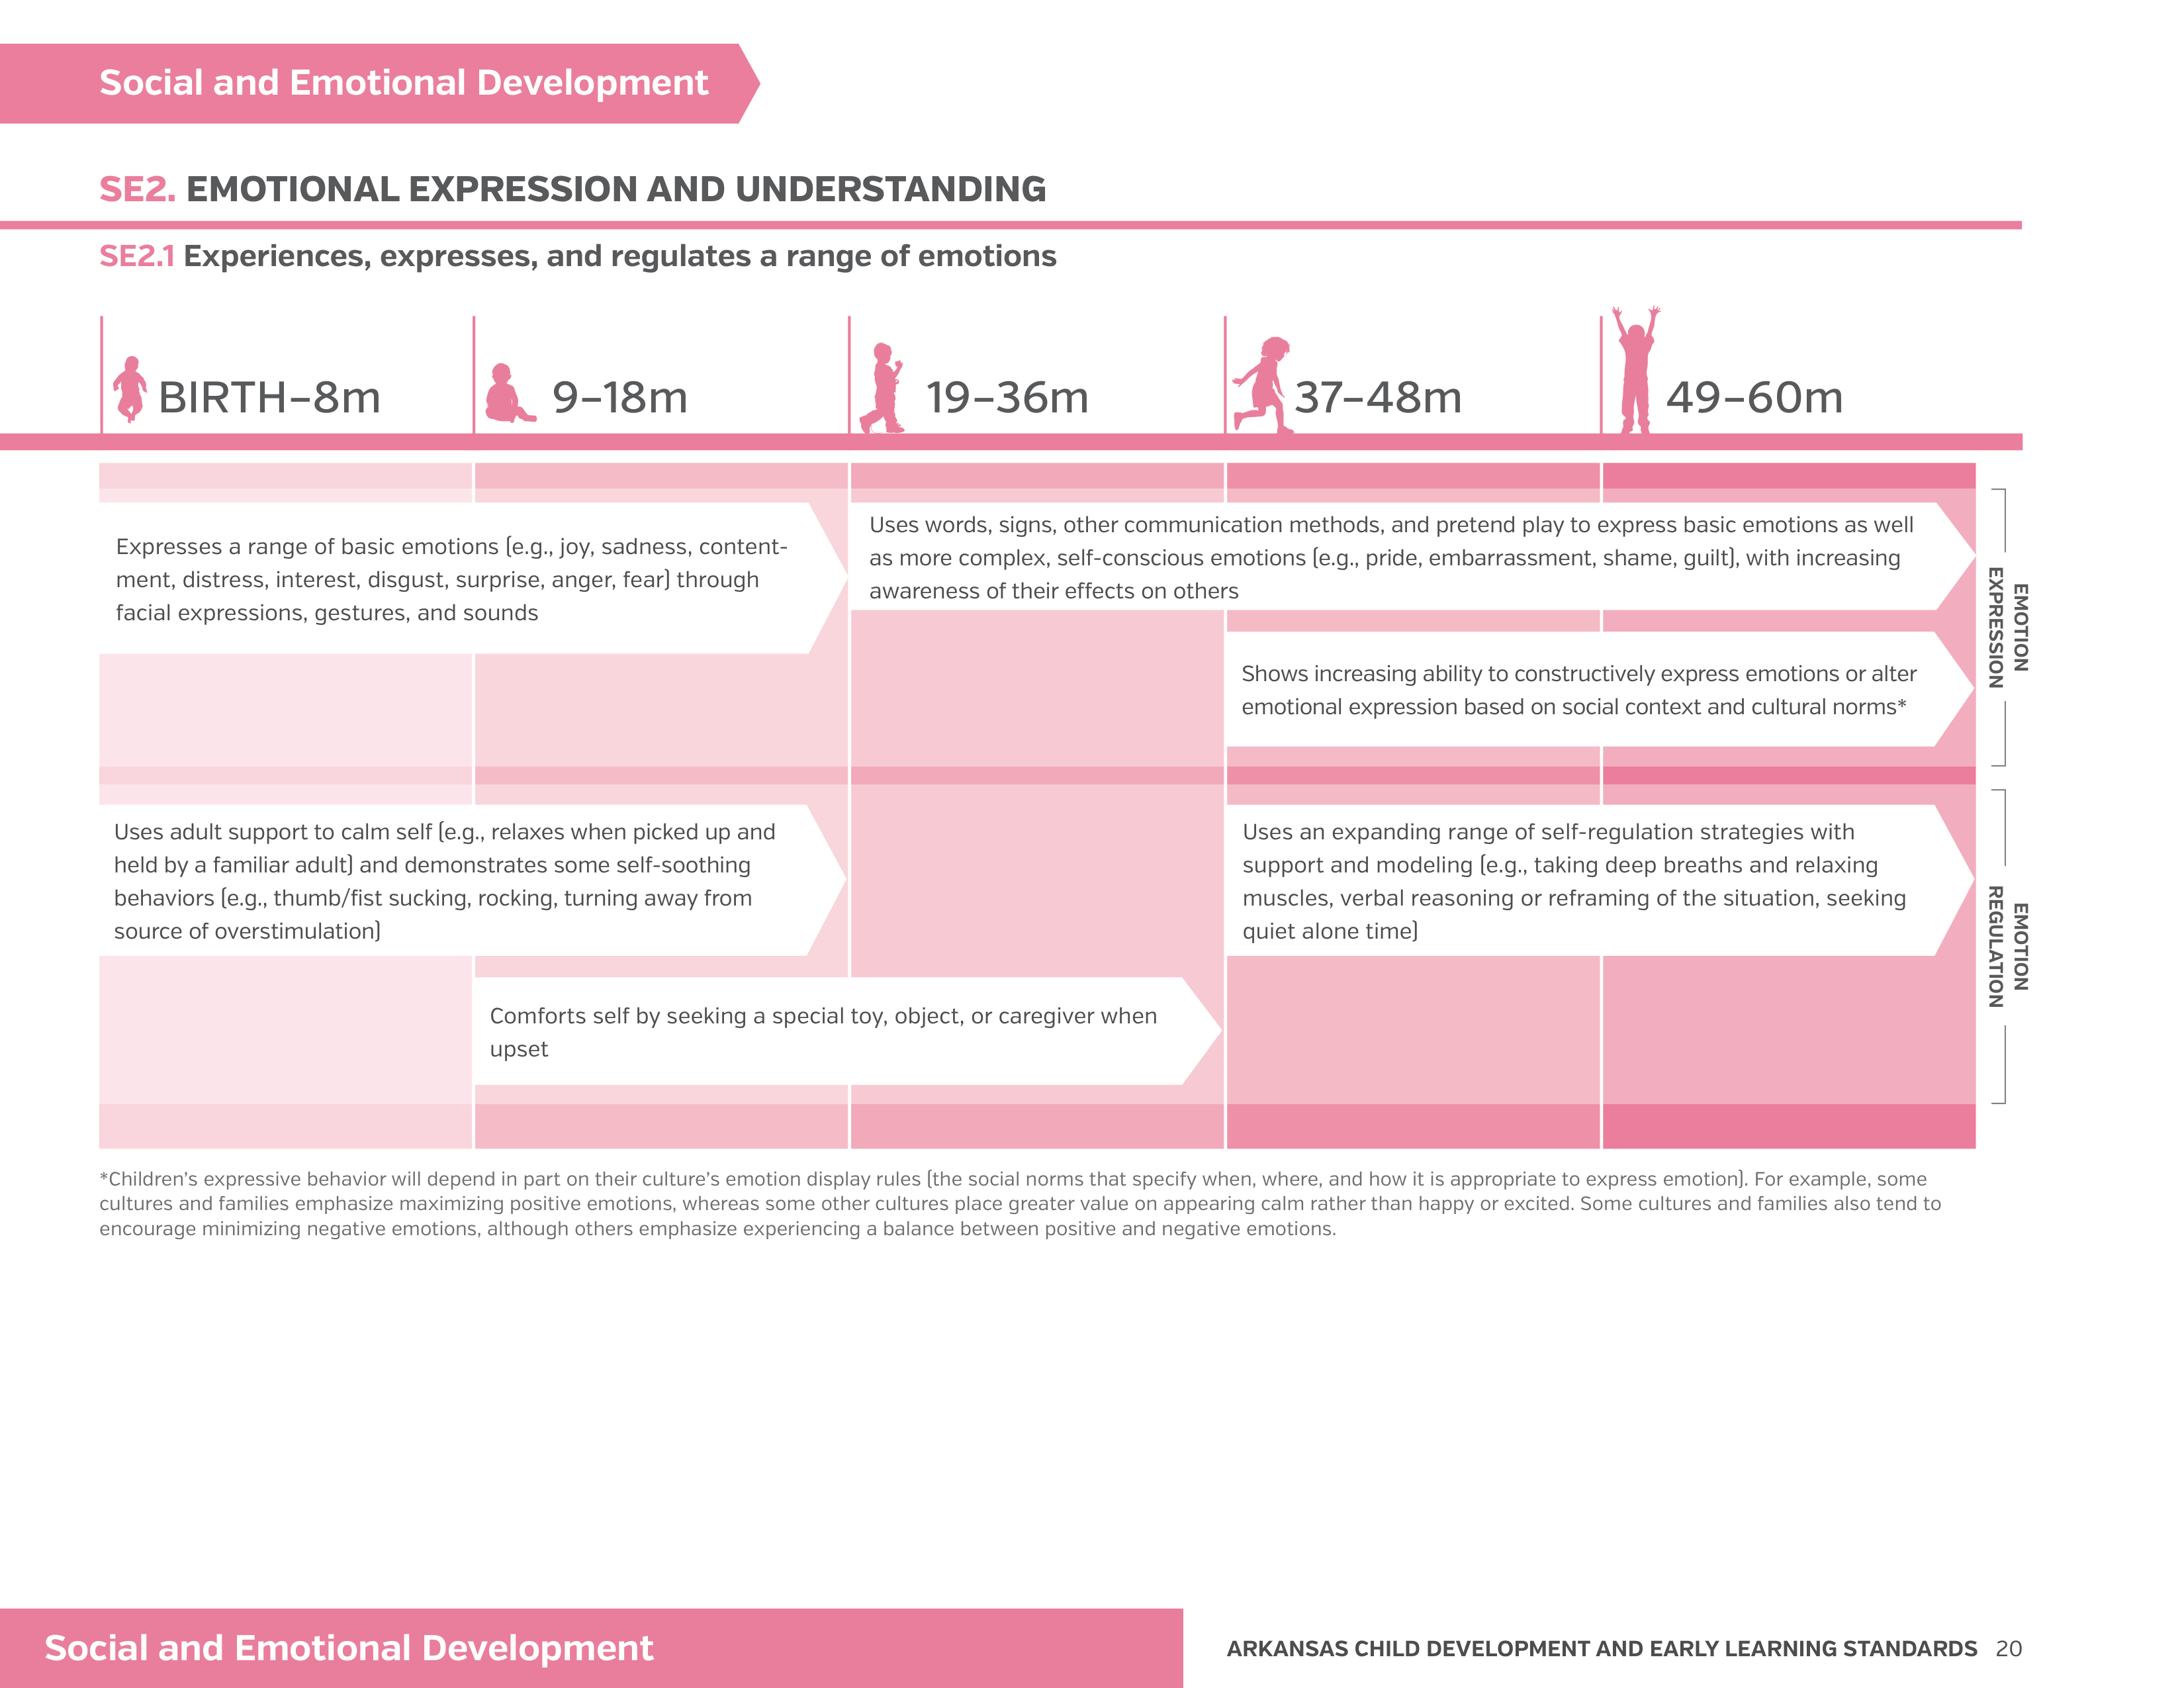 Social and Emotional Development
SE2. EMOTIONAL EXPRESSION AND UNDERSTANDING
SE2.1 Experiences, expresses, and regulates a range of emotions
BIRTH–8m
9–18m
19–36m
37–48m
49–60m
Expresses a range of basic emotions (e.g., joy, sadness, content-
ment, distress, interest, disgust, surprise, anger, fear) through
facial expressions, gestures, and sounds
Uses words, signs, other communication methods, and pretend play to express basic emotions as well
as more complex, self-conscious emotions (e.g., pride, embarrassment, shame, guilt), with increasing
awareness of their effects on others
Shows increasing ability to constructively express emotions or alter
emotional expression based on social context and cultural norms*
EMOTION
EXPRESSION
Uses adult support to calm self (e.g., relaxes when picked up and
held by a familiar adult) and demonstrates some self-soothing
behaviors (e.g., thumb/fist sucking, rocking, turning away from
source of overstimulation)
Uses an expanding range of self-regulation strategies with
support and modeling (e.g., taking deep breaths and relaxing
muscles, verbal reasoning or reframing of the situation, seeking
quiet alone time)
Comforts self by seeking a special toy, object, or caregiver when
upset
EMOTION
REGULATION
*Children’s expressive behavior will depend in part on their culture’s emotion display rules (the social norms that specify when, where, and how it is appropriate to express emotion). For example, some
cultures and families emphasize maximizing positive emotions, whereas some other cultures place greater value on appearing calm rather than happy or excited. Some cultures and families also tend to
encourage minimizing negative emotions, although others emphasize experiencing a balance between positive and negative emotions.
Social and Emotional Development
ARKANSAS CHILD DEVELOPMENT AND EARLY LEARNING STANDARDS 20